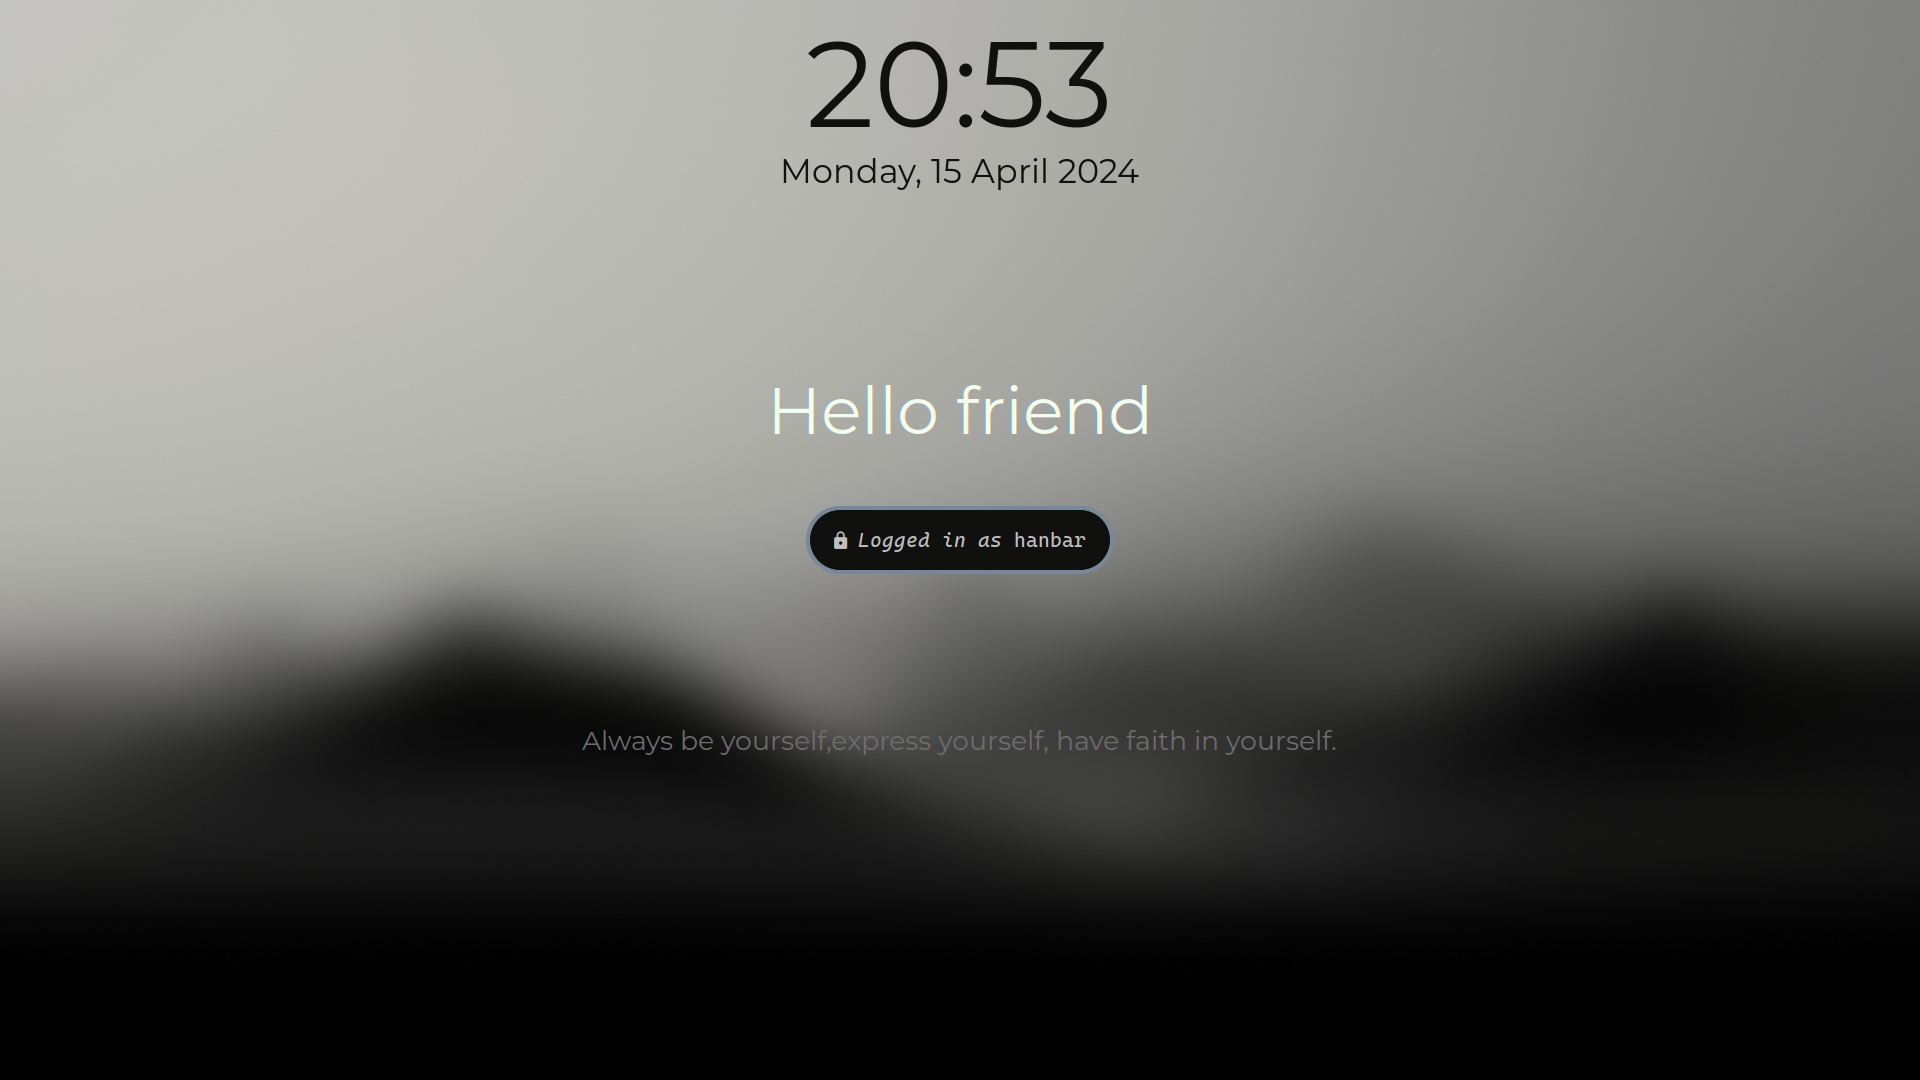 20:53
Monday, 15 April 2024
Hello friend
Logged in as hanbar
Always be yourself,express yourself, have faith in yourself.